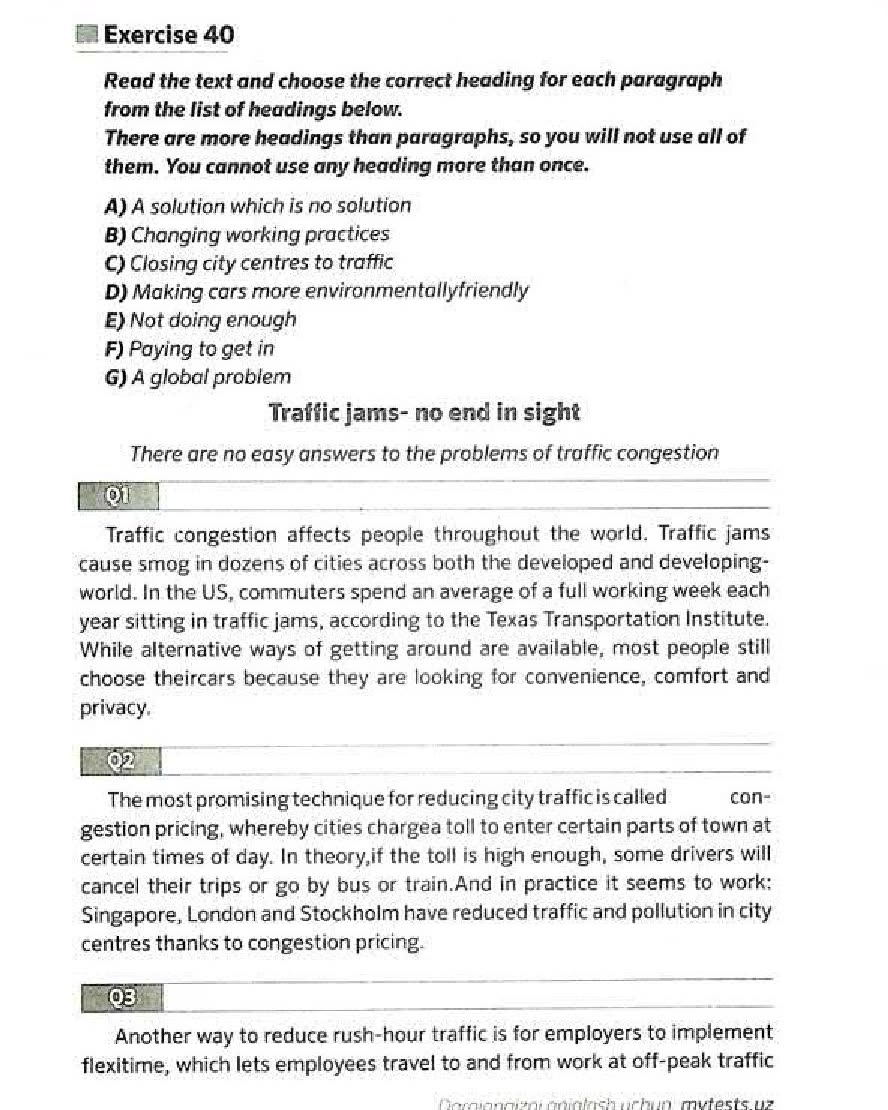 Exercise 40
Read the text and choose the correct heading for each paragraph
from the list of headings below.
There are more headings than paragraphs, so you will not use all of
them. You cannot use any heading more than once.
A) A solution which is no solution
B) Changing working practices
C) Closing city centres to traffic
D) Making cars more environmentallyfriendly
E) Not doing enough
F) Paying to get in
G) A global problem
Traffic jams- no end in sight
There are no easy answers to the problems of traffic congestion
Q1
Traffic congestion affects people throughout the world. Traffic jams
cause smog in dozens of cities across both the developed and developing-
world. In the US, commuters spend an average of a full working week each
year sitting in traffic jams, according to the Texas Transportation Institute.
While alternative ways of getting around are available, most people still
choose theircars because they are looking for convenience, comfort and
privacy.
Q2
The most promising technique for reducing city traffic is called con-
gestion pricing, whereby cities chargea toll to enter certain parts of town at
certain times of day. In theory,if the toll is high enough, some drivers will
cancel their trips or go by bus or train.And in practice it seems to work:
Singapore, London and Stockholm have reduced traffic and pollution in city
centres thanks to congestion pricing.
Q3
Another way to reduce rush-hour traffic is for employers to implement
flexitime, which lets employees travel to and from work at off-peak traffic
uchun mytests.uz